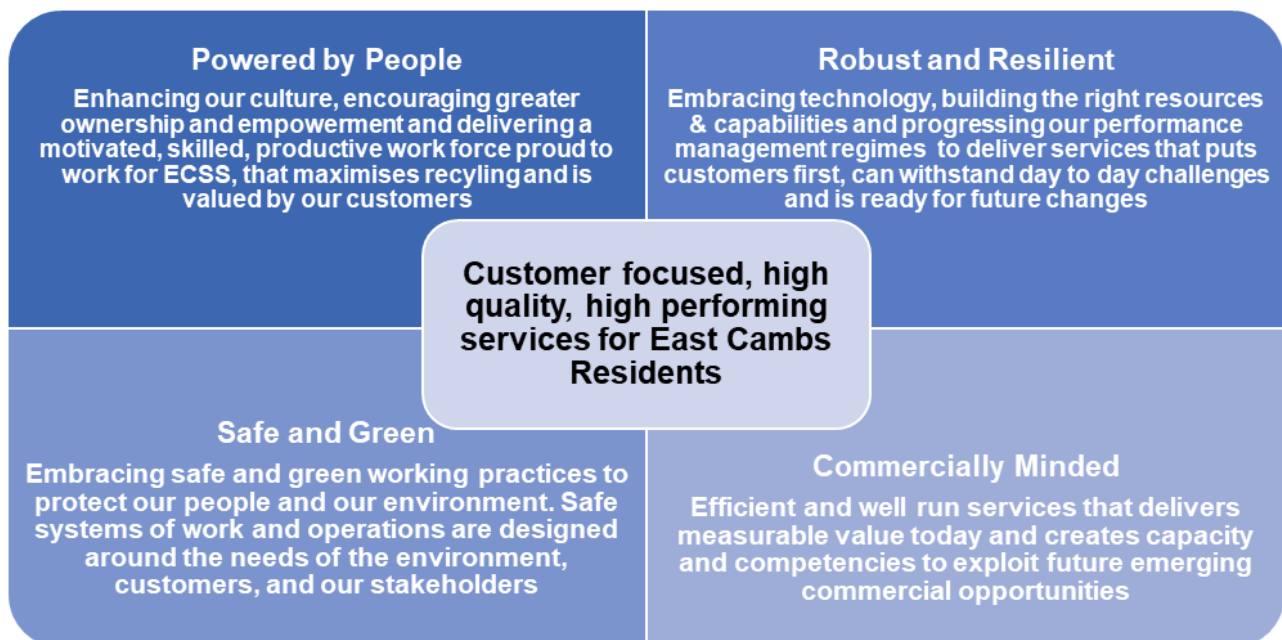 Powered by People
Enhancing our culture, encouraging greater
ownership and empowerment and delivering a
motivated, skilled, productive work force proud to
work for ECSS, that maximises recyling and is
valued by our customers
Robust and Resilient
Embracing technology, building the right resources
& capabilities and progressing our performance
management regimes to deliver services that puts
customers first, can withstand day to day challenges
and is ready for future changes
Customer focused, high
quality, high performing
services for East Cambs
Residents
Safe and Green
Embracing safe and green working practices to
protect our people and our environment. Safe
systems of work and operations are designed
around the needs of the environment,
customers, and our stakeholders
Commercially Minded
Efficient and well run services that delivers
measurable value today and creates capacity
and competencies to exploit future emerging
commercial opportunities